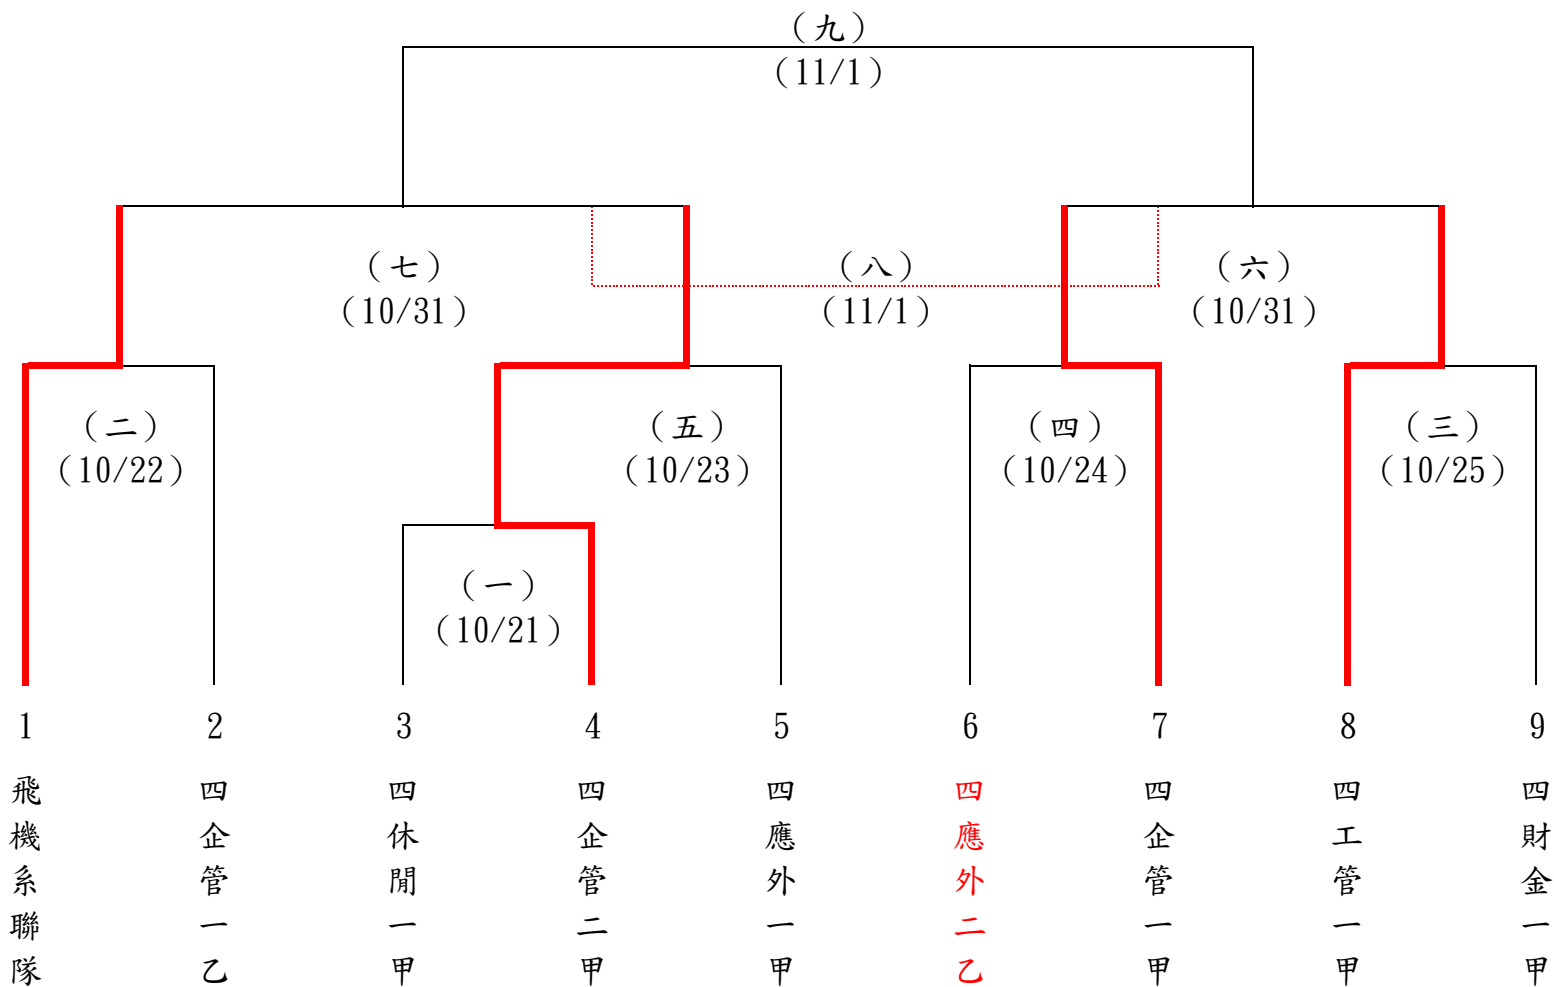 （九）
（11/1）
（七）
（10/31）
（八）
（11/1）
（六）
（10/31）
（二）
（10/22）
（五）
（10/23）
（四）
（10/24）
（三）
（10/25）
（一）
（10/21）
1
2
3
4
5
6
7
8
9
飛機系聯隊
四企管一乙
四休閒一甲
四企管二甲
四應外一甲
四應外二乙
四企管一甲
四工管一甲
四財金一甲